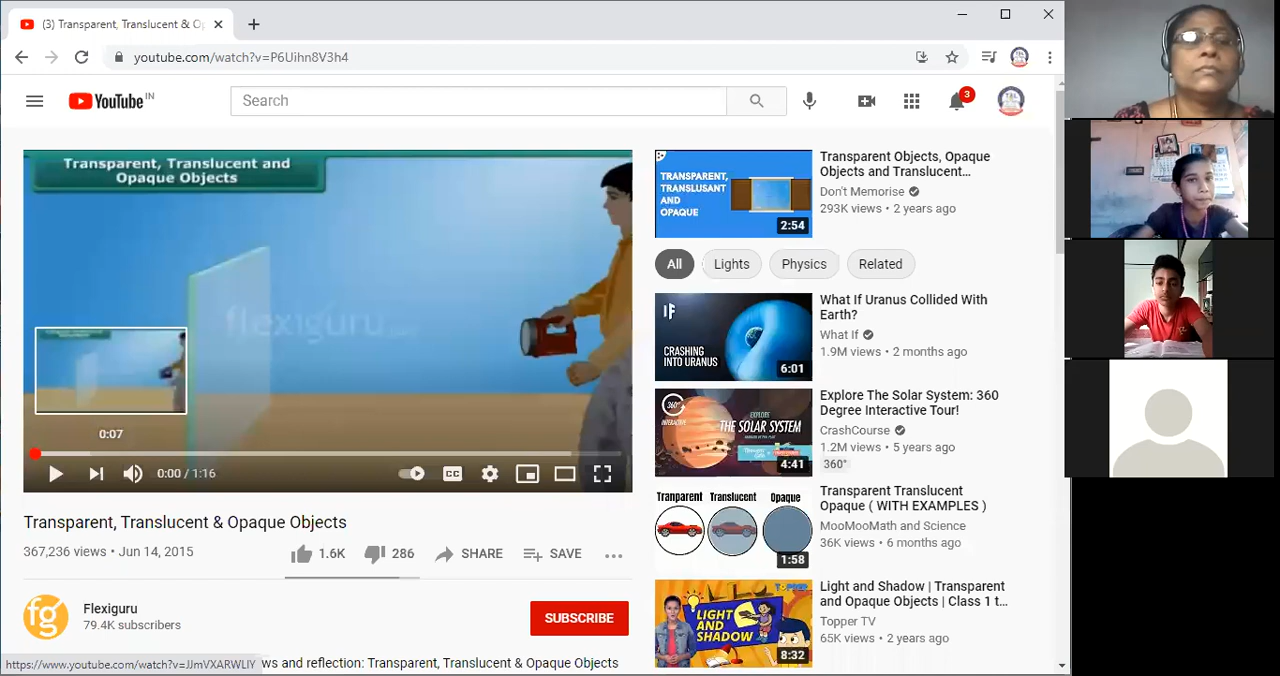 (3) Transparent, Translucent & O
youtube.com/watch?v=P6Uihn8V3h4
YouTube IN
Search
3
Transparent, Translucent and
Opaque Objects
flexiguru
0:07
0:00 / 1:16
CC
Transparent, Translucent & Opaque Objects
367,236 views • Jun 14, 2015
1.6K
286
SHARE
SAVE
fg
Flexiguru
79.4K subscribers
SUBSCRIBE
https://www.youtube.com/watch?v=JJmVXARWLIY
ws and reflection: Transparent, Translucent & Opaque Objects
TRANSPARENT,
TRANSLUSANT
AND
OPAQUE
2:54
Transparent Objects, Opaque
Objects and Translucent...
Don't Memorise
293K views • 2 years ago
All
Lights
Physics
Related
IF
CRASHING
INTO URANUS
6:01
What If Uranus Collided With
Earth?
What If
1.9M views • 2 months ago
360°
INTERACTIVE
EXPLORE
THE SOLAR SYSTEM
4:41
Explore The Solar System: 360
Degree Interactive Tour!
CrashCourse
1.2M views • 5 years ago
360°
Tranparent Translucent Opaque
1:58
Transparent Translucent
Opaque ( WITH EXAMPLES )
MooMooMath and Science
36K views • 6 months ago
LIGHT
AND
SHADOW
8:32
Light and Shadow | Transparent
and Opaque Objects | Class 1 t...
Topper TV
65K views • 2 years ago